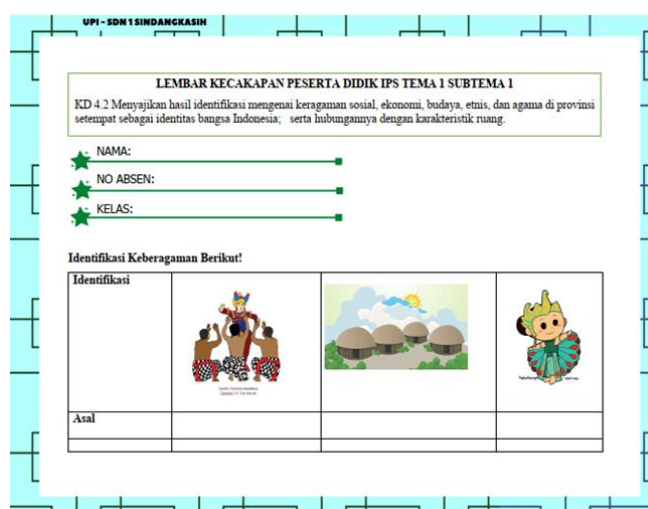 UPI - SDN 1 SINDANGKASIH
LEMBAR KECAKAPAN PESERTA DIDIK IPS TEMA 1 SUBTEMA 1
KD 4.2 Menyajikan hasil identifikasi mengenai keragaman sosial, ekonomi, budaya, etnis, dan agama di provinsi
setempat sebagai identitas bangsa Indonesia; serta hubungannya dengan karakteristik ruang.
NAMA:
NO ABSEN:
KELAS:
Identifikasi Keberagaman Berikut!
Identifikasi
Asal